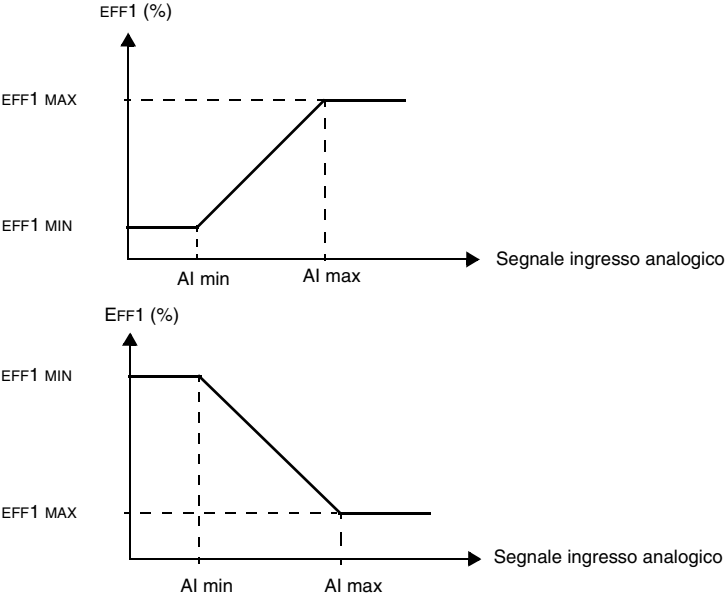 EFF1 (%)
EFF1 MAX
EFF1 MIN
Segnale ingresso analogico
AI min
AI max
EFF1 (%)
EFF1 MIN
EFF1 MAX
Segnale ingresso analogico
AI min
AI max